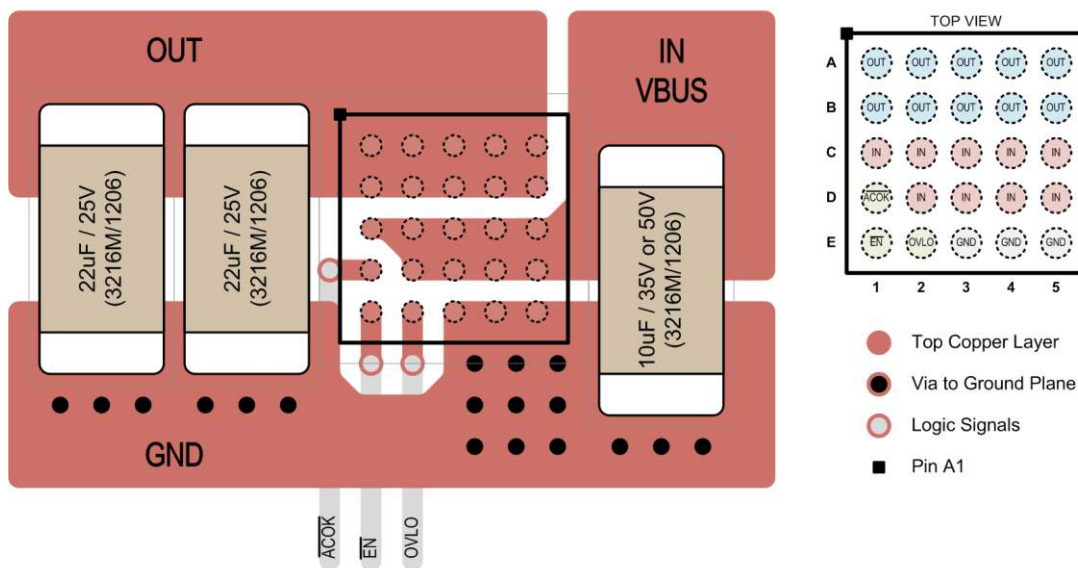 OUT
IN
VBUS
22uF / 25V
(3216M/1206)
22uF / 25V
(3216M/1206)
10uF / 35V or 50V
(3216M/1206)
GND
ACOK
EN
OVLO
TOP VIEW
A OUT OUT OUT OUT OUT
B OUT OUT OUT OUT OUT
C IN IN IN IN IN
D ACOK IN IN IN IN
E EN OVLO GND GND GND
1 2 3 4 5
Top Copper Layer
Via to Ground Plane
Logic Signals
Pin A1